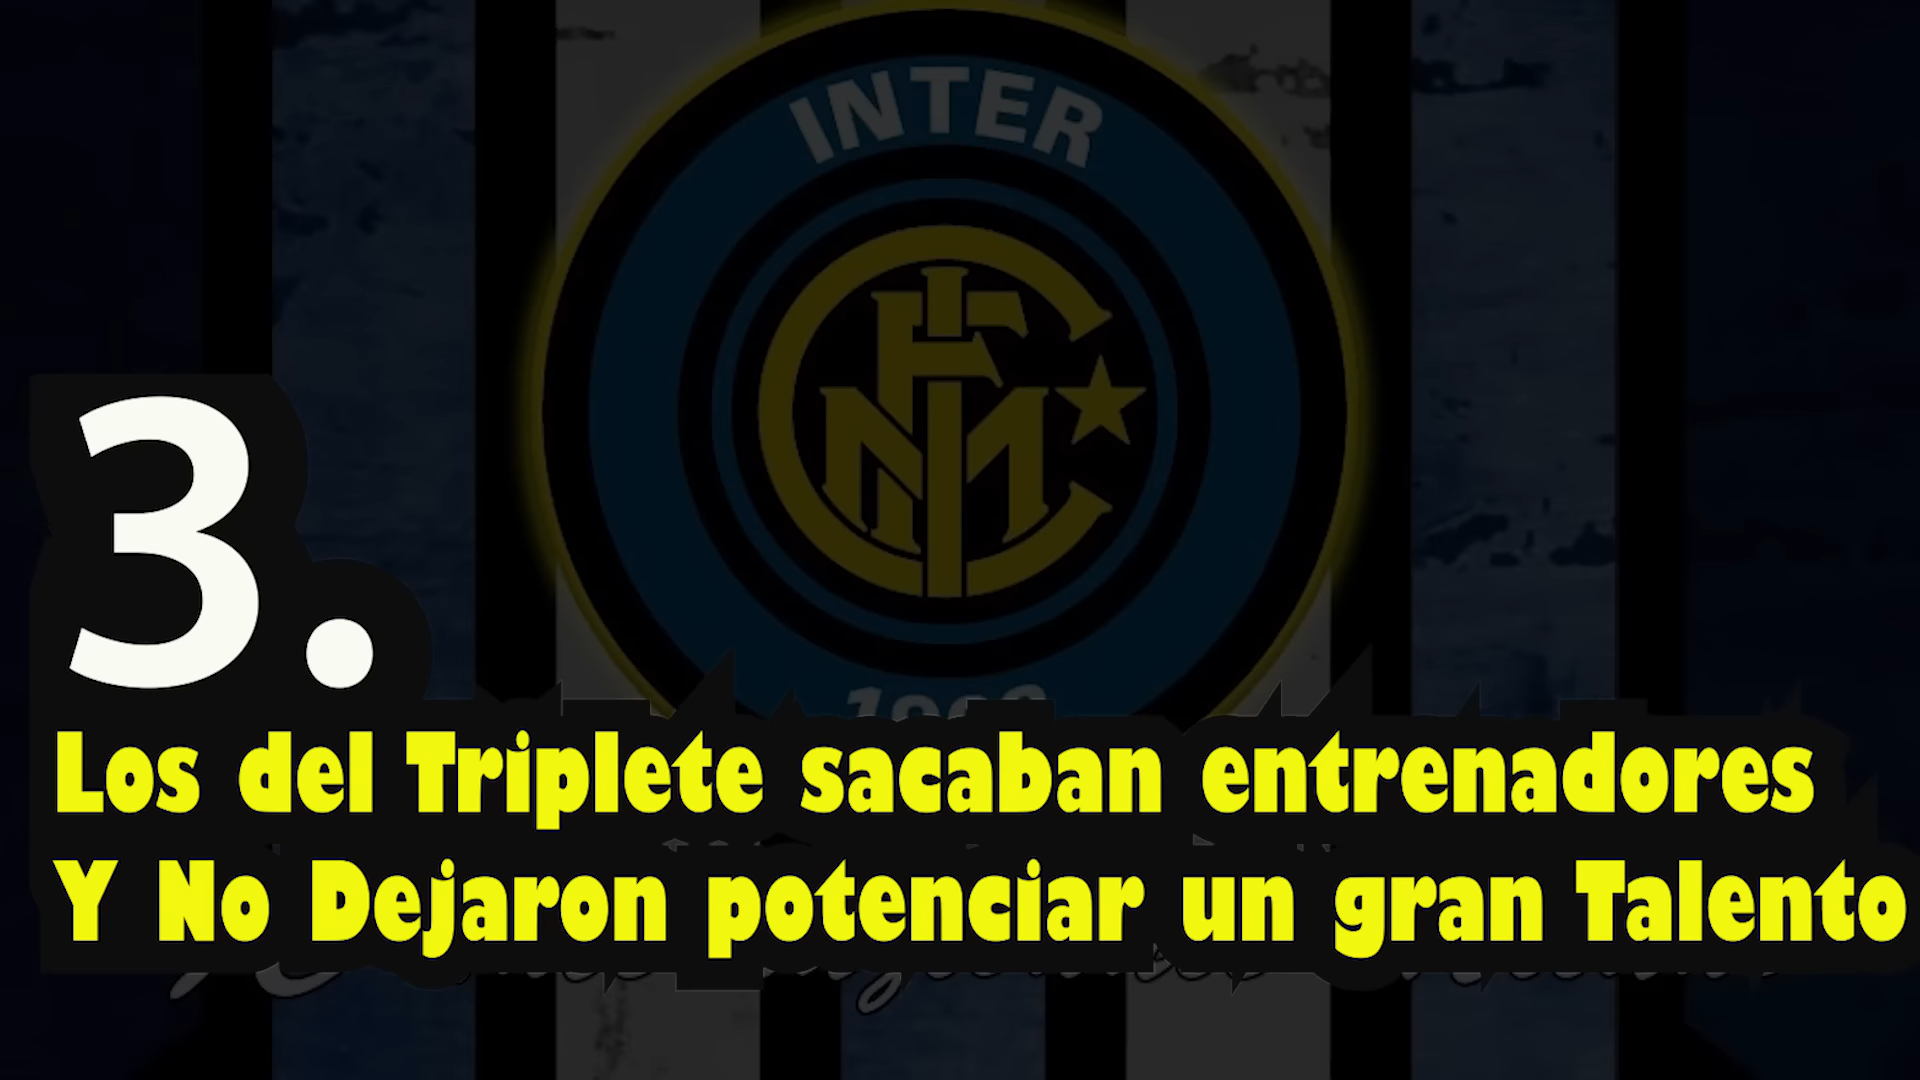 INTER
3.
Los del Triplete sacaban entrenadores
Y No Dejaron potenciar un gran Talento